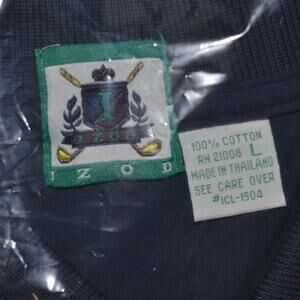 IZOD
100% COTTON
RN 21008 L
MADE IN THAILAND
SEE CARE OVER
#ICL-1504